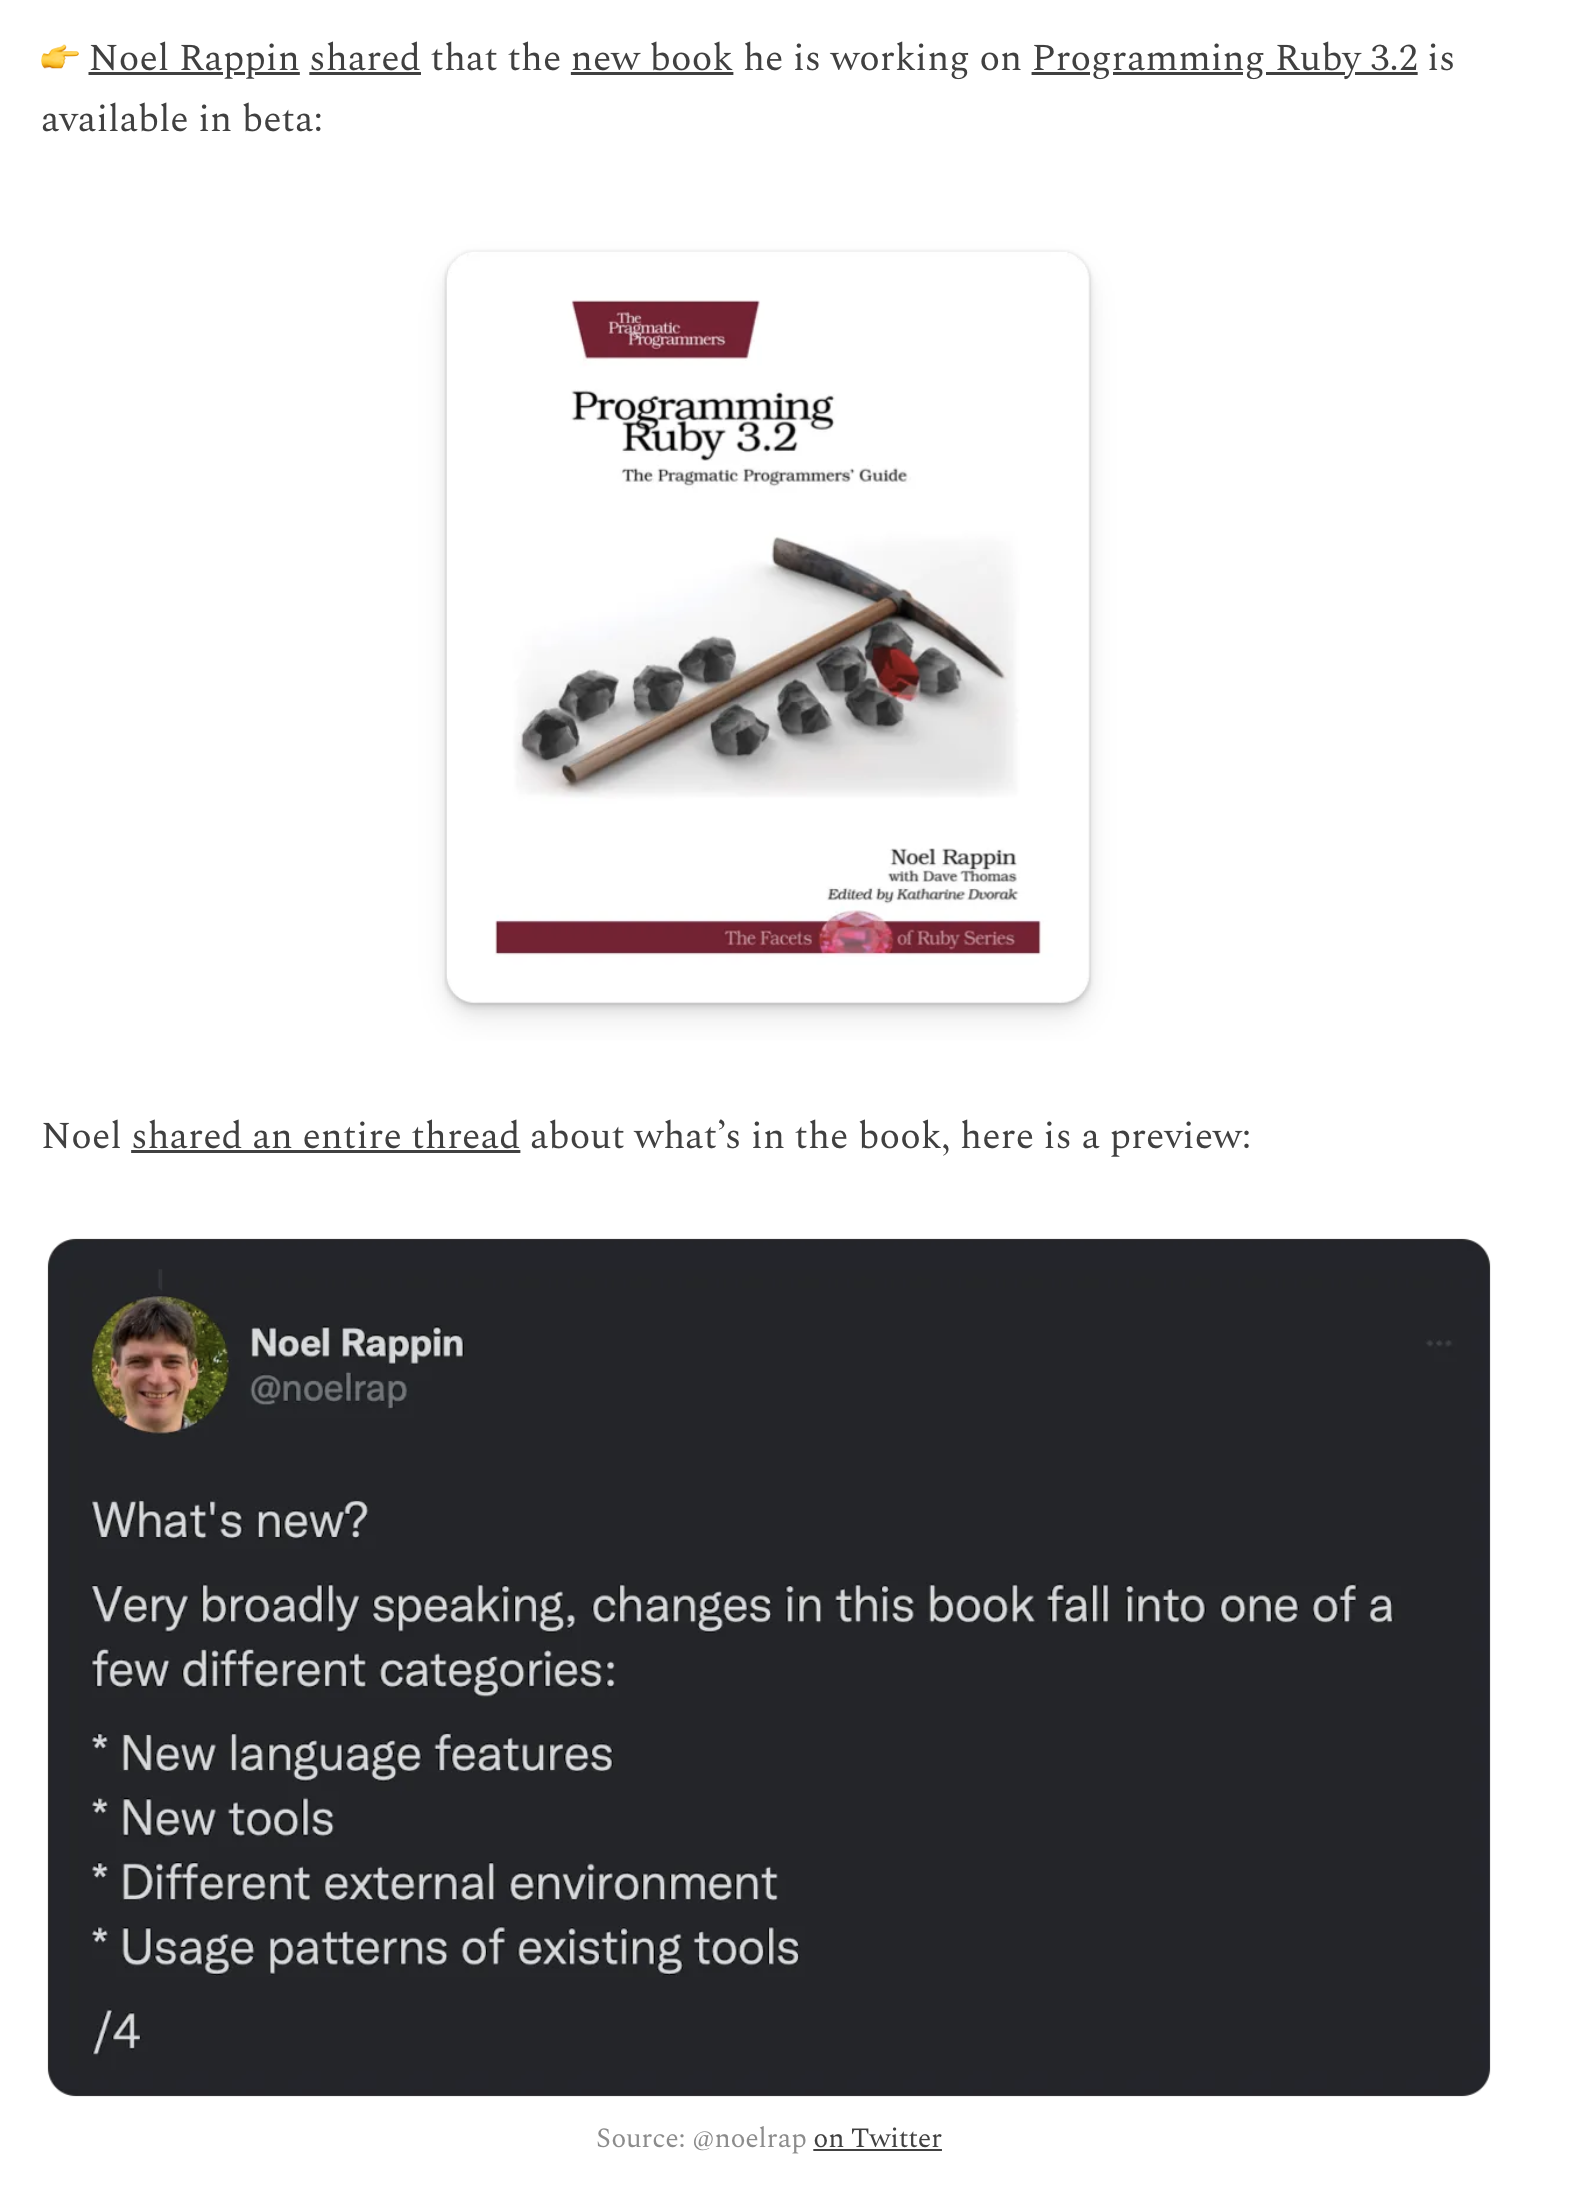 👉 Noel Rappin shared that the new book he is working on Programming Ruby 3.2 is
available in beta:
The
Pragmatic
Programmers
Programming
Ruby 3.2
The Pragmatic Programmers' Guide
Noel Rappin
with Dave Thomas
Edited by Katharine Dvorak
The Facets of Ruby Series
Noel shared an entire thread about what’s in the book, here is a preview:
Noel Rappin
@noelrap
What's new?
Very broadly speaking, changes in this book fall into one of a
few different categories:
* New language features
* New tools
* Different external environment
* Usage patterns of existing tools
/4
Source: @noelrap on Twitter